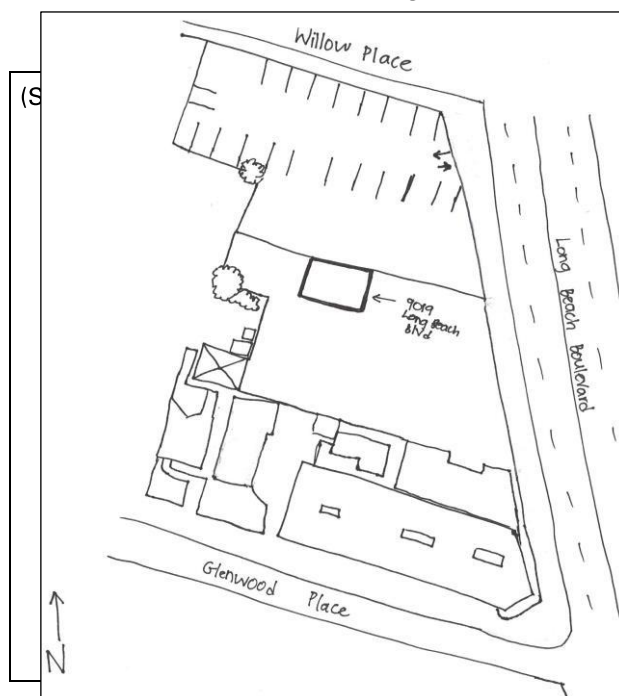 Willow Place
(S
Long Beach Boulevard
9019
Long Beach
Blvd
Glenwood Place
N